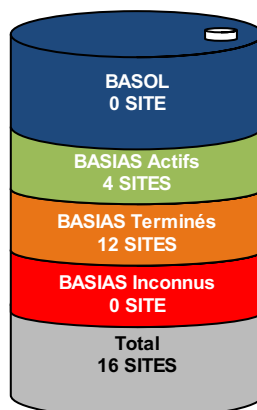 BASOL
0 SITE
BASIAS Actifs
4 SITES
BASIAS Terminés
12 SITES
BASIAS Inconnus
0 SITE
Total
16 SITES